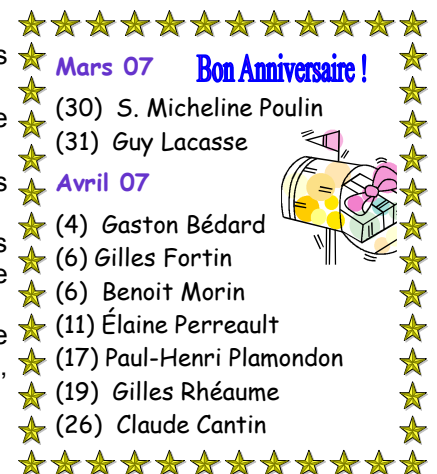 Mars 07 Bon Anniversaire !
(30) S. Micheline Poulin
(31) Guy Lacasse
Avril 07
(4) Gaston Bédard
(6) Gilles Fortin
(6) Benoit Morin
(11) Élaine Perreault
(17) Paul-Henri Plamondon
(19) Gilles Rhéaume
(26) Claude Cantin